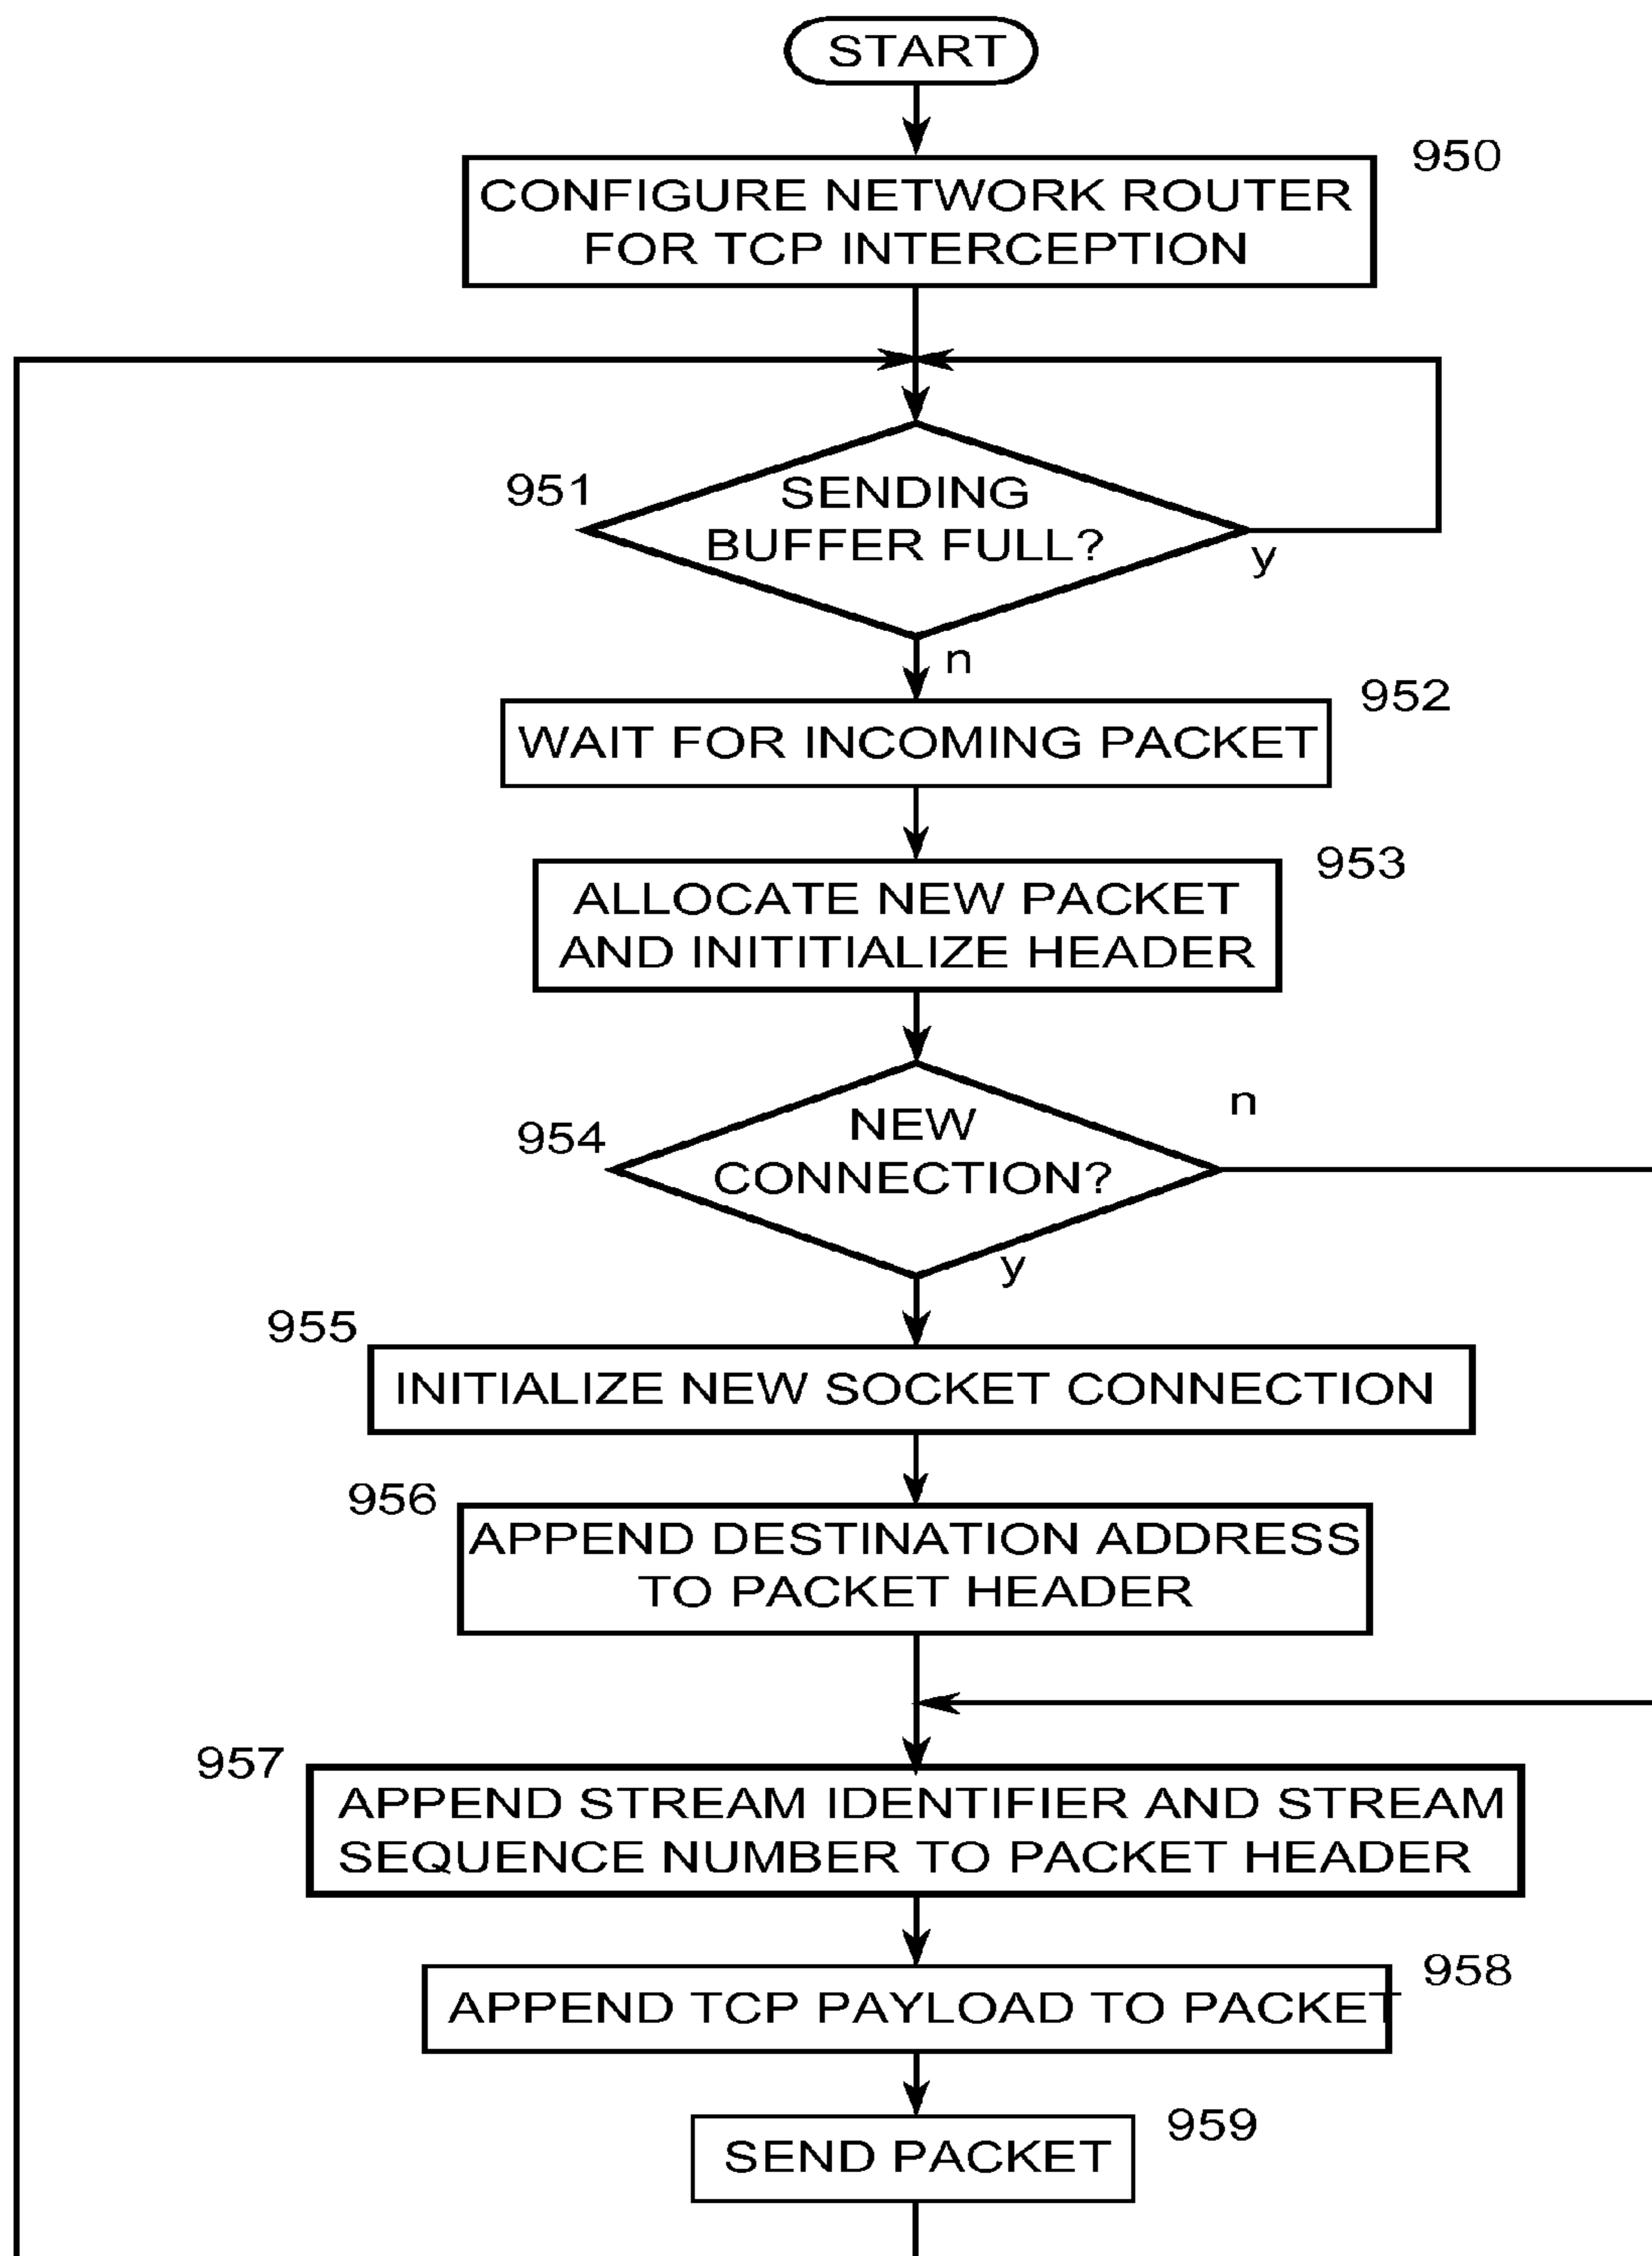 START
950
CONFIGURE NETWORK ROUTER
FOR TCP INTERCEPTION
951
SENDING
BUFFER FULL?
y
n
952
WAIT FOR INCOMING PACKET
953
ALLOCATE NEW PACKET
AND INITITIALIZE HEADER
954
NEW
CONNECTION?
n
y
955
INITIALIZE NEW SOCKET CONNECTION
956
APPEND DESTINATION ADDRESS
TO PACKET HEADER
957
APPEND STREAM IDENTIFIER AND STREAM
SEQUENCE NUMBER TO PACKET HEADER
958
APPEND TCP PAYLOAD TO PACKET
959
SEND PACKET